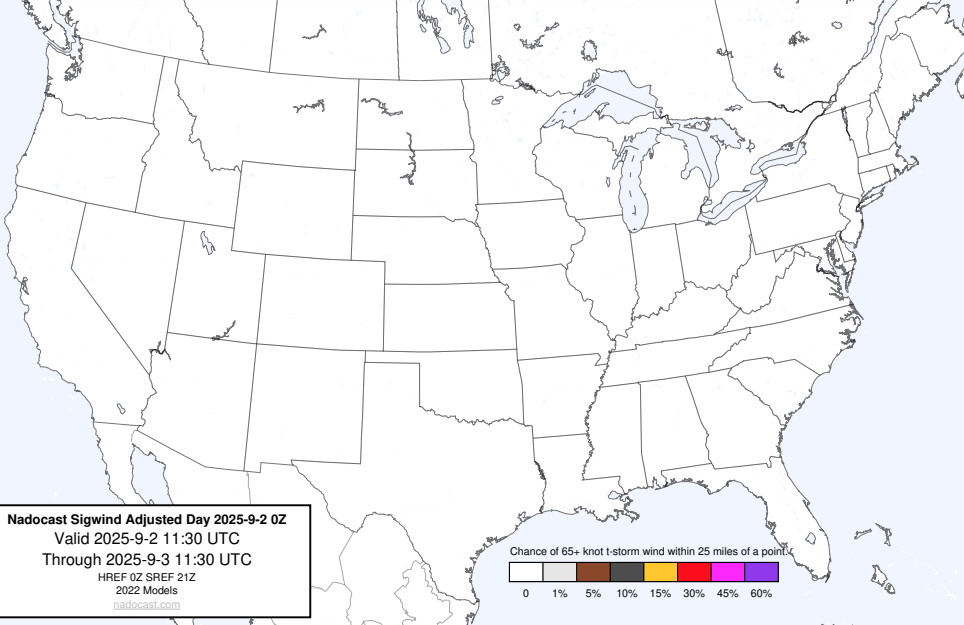 Nadocast Sigwind Adjusted Day 2025-9-2 0Z
Valid 2025-9-2 11:30 UTC
Through 2025-9-3 11:30 UTC
HREF 0Z SREF 21Z
2022 Models
nadocast.com
Chance of 65+ knot t-storm wind within 25 miles of a point.
0 1% 5% 10% 15% 30% 45% 60%